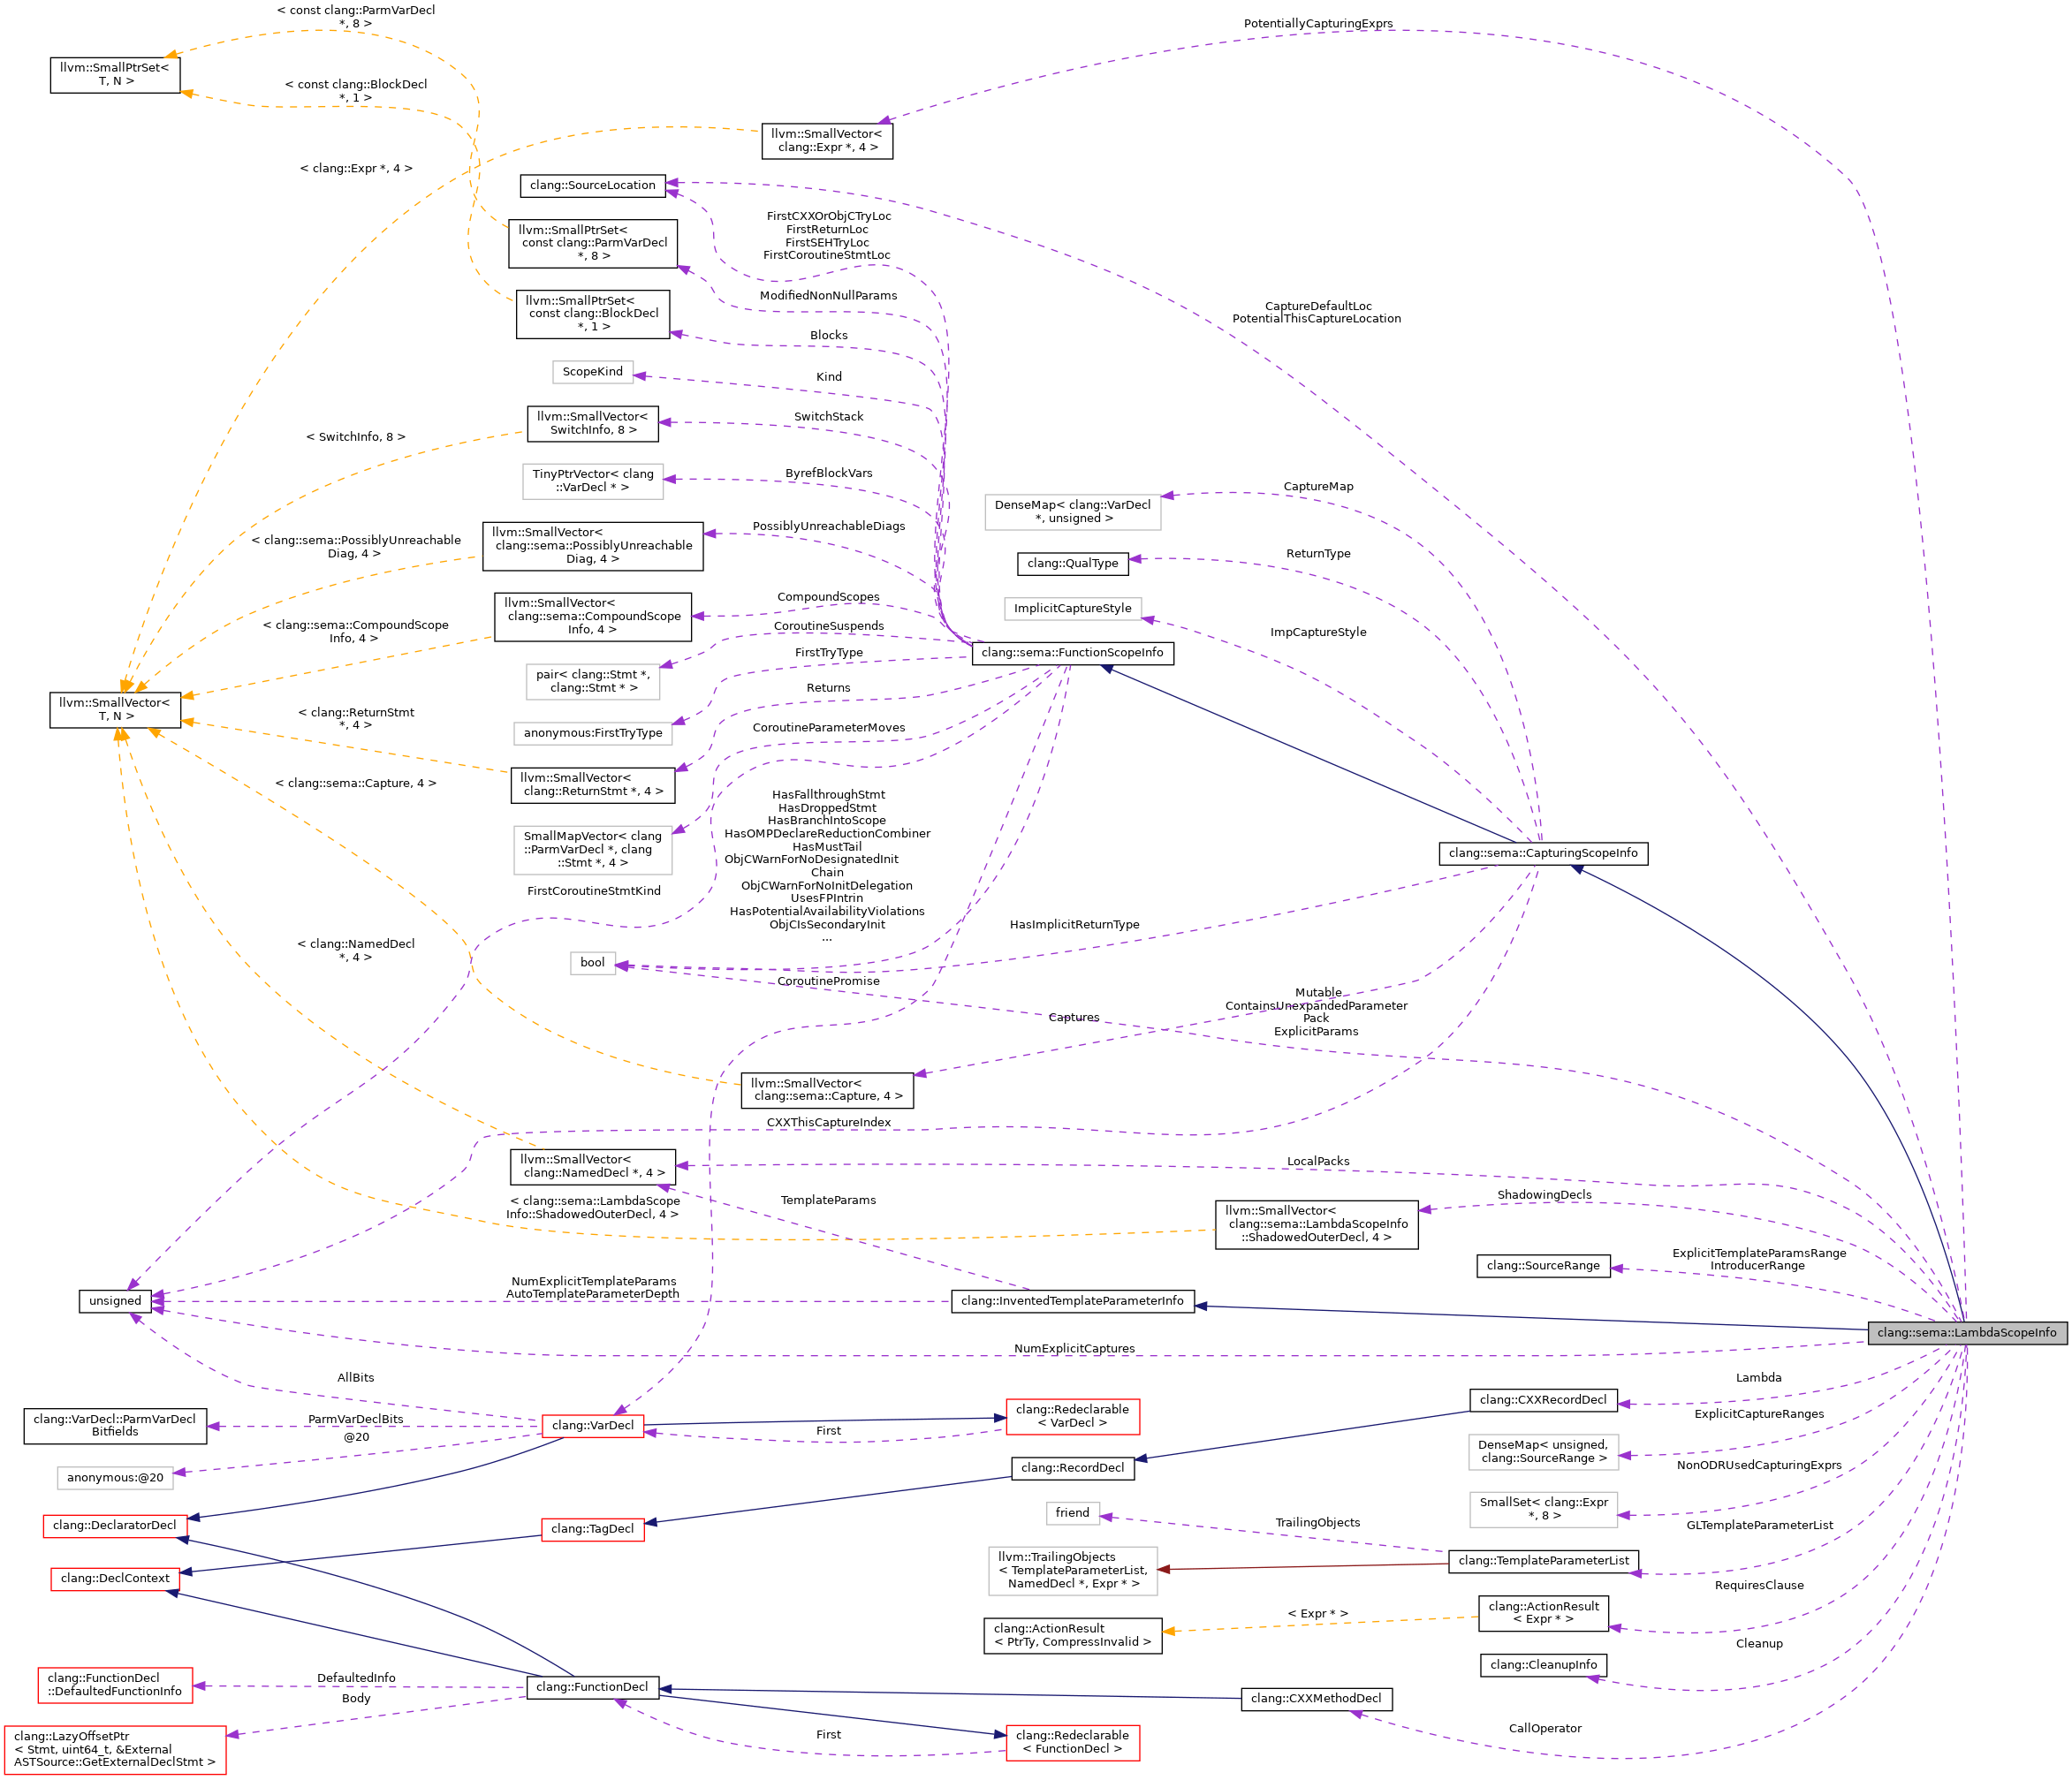 < const clang::ParmVarDecl
*, 8 >
PotentiallyCapturingExprs
llvm::SmallPtrSet<
T, N >
< const clang::BlockDecl
*, 1 >
llvm::SmallVector<
clang::Expr *, 4 >
< clang::Expr *, 4 >
clang::SourceLocation
llvm::SmallPtrSet<
const clang::ParmVarDecl
*, 8 >
FirstCXXOrObjCTryLoc
FirstReturnLoc
FirstSEHTryLoc
FirstCoroutineStmtLoc
ModifiedNonNullParams
llvm::SmallPtrSet<
const clang::BlockDecl
*, 1 >
CaptureDefaultLoc
PotentialThisCaptureLocation
Blocks
ScopeKind
Kind
llvm::SmallVector<
SwitchInfo, 8 >
SwitchStack
< SwitchInfo, 8 >
TinyPtrVector< clang
::VarDecl * >
ByrefBlockVars
CaptureMap
DenseMap< clang::VarDecl
*, unsigned >
llvm::SmallVector<
clang::sema::PossiblyUnreachable
Diag, 4 >
PossiblyUnreachableDiags
< clang::sema::PossiblyUnreachable
Diag, 4 >
ReturnType
clang::QualType
llvm::SmallVector<
clang::sema::CompoundScope
Info, 4 >
CompoundScopes
ImplicitCaptureStyle
< clang::sema::CompoundScope
Info, 4 >
CoroutineSuspends
ImpCaptureStyle
FirstTryType
clang::sema::FunctionScopeInfo
pair< clang::Stmt *,
clang::Stmt * >
Returns
llvm::SmallVector<
T, N >
< clang::ReturnStmt
*, 4 >
CoroutineParameterMoves
anonymous:FirstTryType
llvm::SmallVector<
clang::ReturnStmt *, 4 >
< clang::sema::Capture, 4 >
HasFallthroughStmt
HasDroppedStmt
HasBranchIntoScope
HasOMPDeclareReductionCombiner
HasMustTail
ObjCWarnForNoDesignatedInit
Chain
ObjCWarnForNoInitDelegation
UsesFPIntrin
HasPotentialAvailabilityViolations
ObjCIsSecondaryInit
...
SmallMapVector< clang
::ParmVarDecl *, clang
::Stmt *, 4 >
clang::sema::CapturingScopeInfo
FirstCoroutineStmtKind
HasImplicitReturnType
< clang::NamedDecl
*, 4 >
bool
CoroutinePromise
Mutable
ContainsUnexpandedParameter
Pack
ExplicitParams
Captures
llvm::SmallVector<
clang::sema::Capture, 4 >
CXXThisCaptureIndex
llvm::SmallVector<
clang::NamedDecl *, 4 >
LocalPacks
TemplateParams
ShadowingDecls
< clang::sema::LambdaScope
Info::ShadowedOuterDecl, 4 >
llvm::SmallVector<
clang::sema::LambdaScopeInfo
::ShadowedOuterDecl, 4 >
clang::SourceRange
ExplicitTemplateParamsRange
IntroducerRange
NumExplicitTemplateParams
AutoTemplateParameterDepth
unsigned
clang::InventedTemplateParameterInfo
clang::sema::LambdaScopeInfo
NumExplicitCaptures
AllBits
Lambda
clang::CXXRecordDecl
clang::VarDecl::ParmVarDecl
Bitfields
ParmVarDeclBits
@20
clang::VarDecl
First
clang::Redeclarable
< VarDecl >
ExplicitCaptureRanges
DenseMap< unsigned,
clang::SourceRange >
anonymous:@20
clang::RecordDecl
NonODRUsedCapturingExprs
SmallSet< clang::Expr
*, 8 >
friend
clang::DeclaratorDecl
clang::TagDecl
TrailingObjects
GLTemplateParameterList
llvm::TrailingObjects
< TemplateParameterList,
NamedDecl *, Expr * >
clang::TemplateParameterList
clang::DeclContext
RequiresClause
clang::ActionResult
< Expr * >
< Expr * >
clang::ActionResult
< PtrTy, CompressInvalid >
Cleanup
clang::CleanupInfo
clang::FunctionDecl
::DefaultedFunctionInfo
DefaultedInfo
Body
clang::FunctionDecl
clang::CXXMethodDecl
CallOperator
clang::LazyOffsetPtr
< Stmt, uint64_t, &External
ASTSource::GetExternalDeclStmt >
First
clang::Redeclarable
< FunctionDecl >